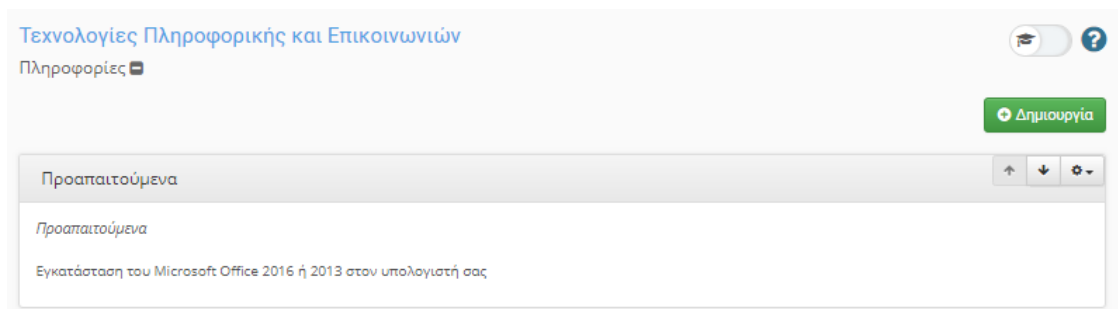 Τεχνολογίες Πληροφορικής και Επικοινωνιών
Πληροφορίες
Δημιουργία
Προαπαιτούμενα
Προαπαιτούμενα
Εγκατάσταση του Microsoft Office 2016 ή 2013 στον υπολογιστή σας